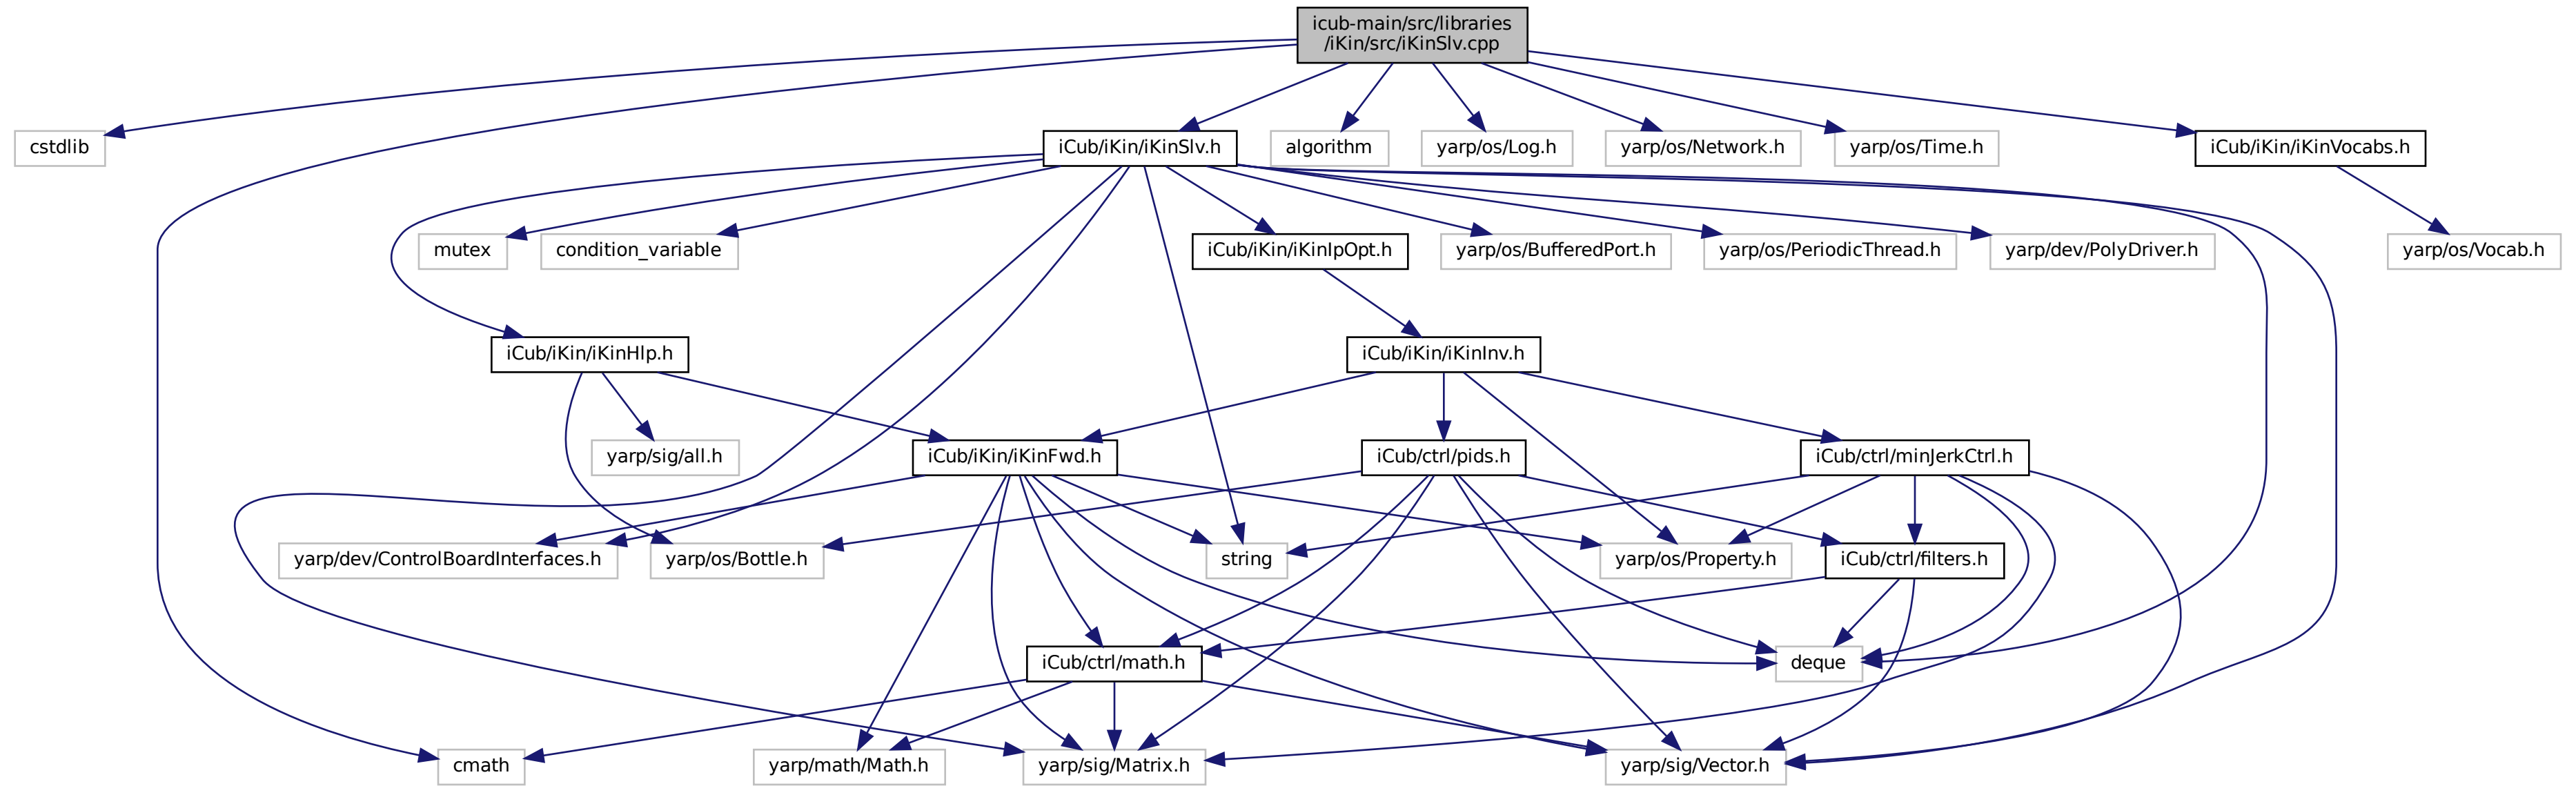 icub-main/src/libraries
/iKin/src/iKinSlv.cpp
cstdlib
iCub/iKin/iKinSlv.h
algorithm
yarp/os/Log.h
yarp/os/Network.h
yarp/os/Time.h
iCub/iKin/iKinVocabs.h
mutex
condition_variable
iCub/iKin/iKinIpOpt.h
yarp/os/BufferedPort.h
yarp/os/PeriodicThread.h
yarp/dev/PolyDriver.h
yarp/os/Vocab.h
iCub/iKin/iKinHlp.h
iCub/iKin/iKinInv.h
yarp/sig/all.h
iCub/iKin/iKinFwd.h
iCub/ctrl/pids.h
iCub/ctrl/minJerkCtrl.h
yarp/dev/ControlBoardInterfaces.h
yarp/os/Bottle.h
string
yarp/os/Property.h
iCub/ctrl/filters.h
iCub/ctrl/math.h
deque
cmath
yarp/math/Math.h
yarp/sig/Matrix.h
yarp/sig/Vector.h